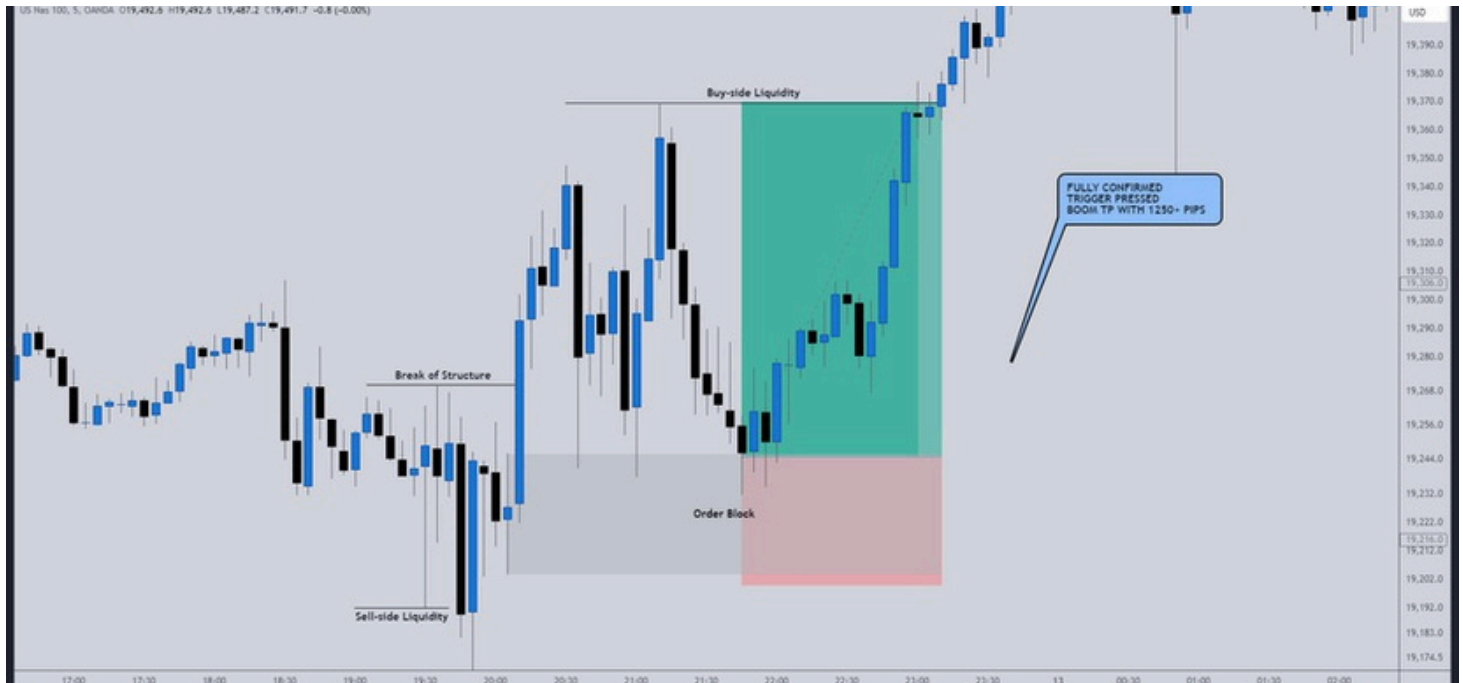 US Nas 100, 5, OANDA O19,492.6 H19,492.6 L19,487.2 C19,491.7 −0.8 (−0.00%)
USD
19,390.0
19,380.0
Buy-side Liquidity
19,370.0
19,360.0
19,350.0
FULLY CONFIRMED
TRIGGER PRESSED
BOOM TP WITH 1250+ PIPS
19,340.0
19,330.0
19,320.0
19,310.0
19,306.0
19,300.0
19,290.0
19,280.0
Break of Structure
19,268.0
19,256.0
19,244.0
19,232.0
Order Block
19,222.0
19,216.0
19,212.0
19,202.0
19,192.0
Sell-side Liquidity
19,183.0
19,174.5
17:00 17:30 18:00 18:30 19:00 19:30 20:00 20:30 21:00 21:30 22:00 22:30 23:00 23:30 13 00:30 01:00 01:30 02:00